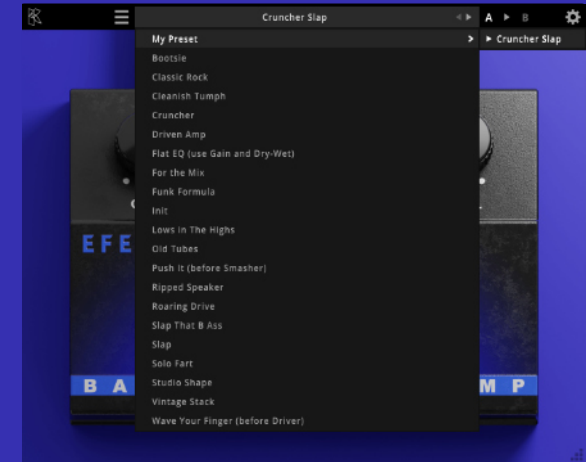 Cruncher Slap
A B
My Preset
Cruncher Slap
Bootsie
Classic Rock
Cleanish Tumph
Cruncher
Driven Amp
Flat EQ (use Gain and Dry-Wet)
For the Mix
Funk Formula
Init
Lows in The Highs
Old Tubes
Push It (before Smasher)
Ripped Speaker
Roaring Drive
Slap That B Ass
Slap
Solo Fart
Studio Shape
Vintage Stack
Wave Your Finger (before Driver)
EFE
BA
MP